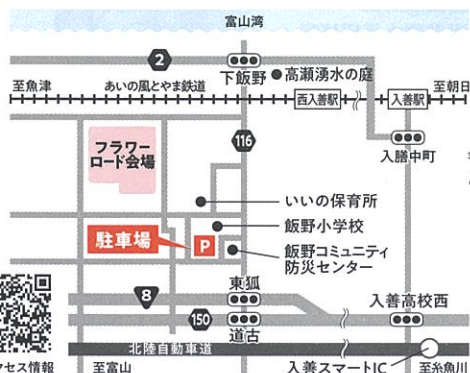 富山湾
2
下飯野
高瀬湧水の庭
至魚津
あいの風とやま鉄道
西入善駅
入善駅
至朝日
116
入膳中町
フラワー
ロード会場
いいの保育所
飯野小学校
駐車場
P
飯野コミュニティ
防災センター
東狐
8
入善高校西
150
道古
北陸自動車道
クセス情報
至富山
入善スマートIC
至糸魚川